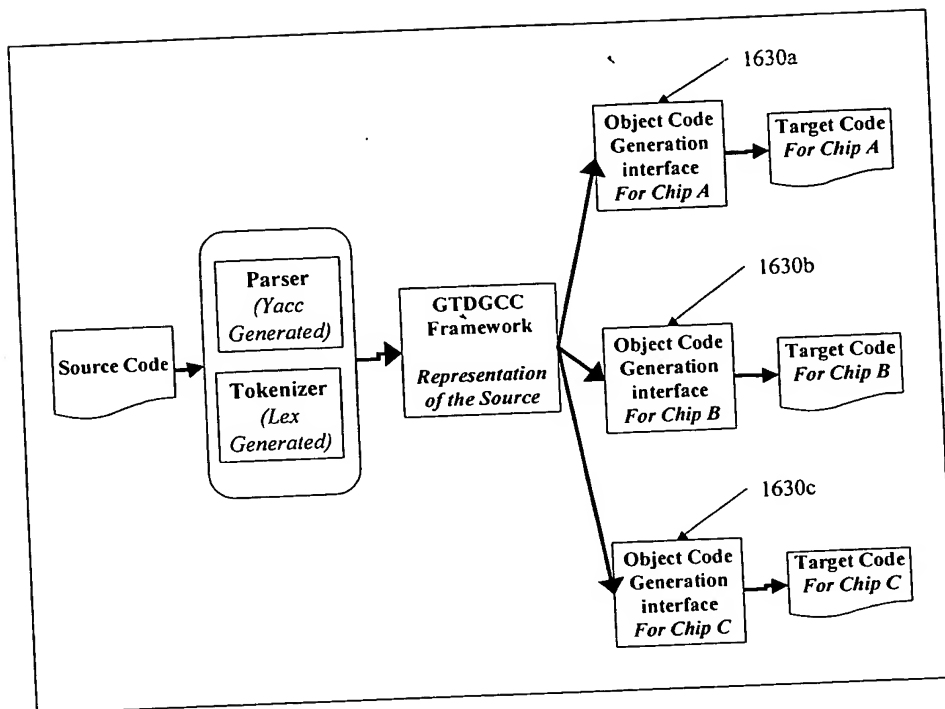 1630a
Object Code
Generation
interface
For Chip A
Target Code
For Chip A
Parser
(Yacc
Generated)
Tokenizer
(Lex
Generated)
Source Code
GTDGCC
Framework
Representation
of the Source
1630b
Object Code
Generation
interface
For Chip B
Target Code
For Chip B
1630c
Object Code
Generation
interface
For Chip C
Target Code
For Chip C